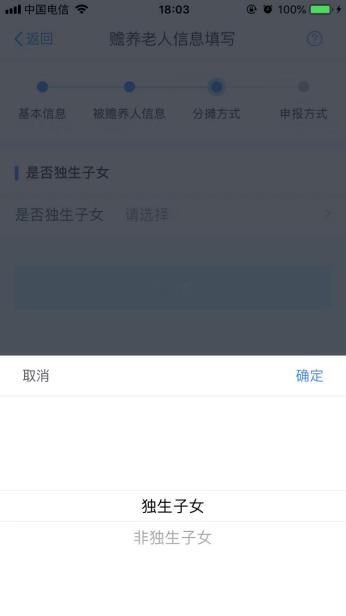 中国电信 18:03 100%
返回 赡养老人信息填写
基本信息 被赡养人信息 分摊方式 申报方式
是否独生子女
是否独生子女 请选择
取消 确定
独生子女
非独生子女